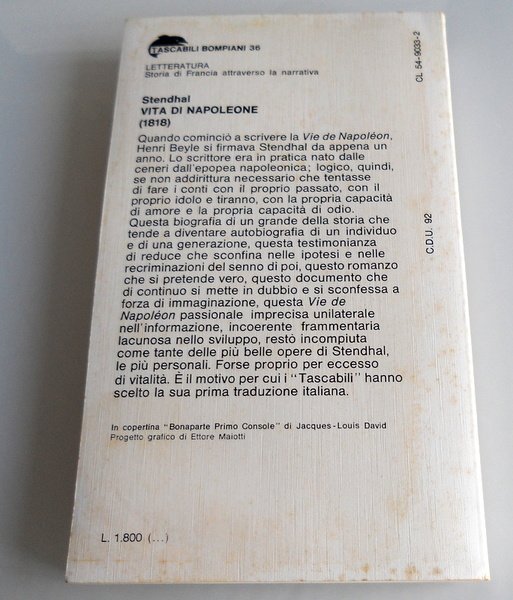 TASCABILI BOMPIANI 36
LETTERATURA
Storia di Francia attraverso la narrativa
Stendhal
VITA DI NAPOLEONE
(1818)
Quando cominciò a scrivere la Vie de Napoléon,
Henri Beyle si firmava Stendhal da appena un
anno. Lo scrittore era in pratica nato dalle
ceneri dall'epopea napoleonica; logico, quindi,
se non addirittura necessario che tentasse
di fare i conti con il proprio passato, con il
proprio idolo e tiranno, con la propria capacità
di amore e la propria capacità di odio.
Questa biografia di un grande della storia che
tende a diventare autobiografia di un individuo
e di una generazione, questa testimonianza
di reduce che sconfina nelle ipotesi e nelle
recriminazioni del senno di poi, questo romanzo
che si pretende vero, questo documento che
di continuo si mette in dubbio e si sconfessa a
forza di immaginazione, questa Vie de
Napoléon passionale imprecisa unilaterale
nell'informazione, incoerente frammentaria
lacunosa nello sviluppo, restò incompiuta
come tante delle più belle opere di Stendhal,
le più personali. Forse proprio per eccesso
di vitalità. È il motivo per cui i "Tascabili" hanno
scelto la sua prima traduzione italiana.
In copertina "Bonaparte Primo Console" di Jacques-Louis David
Progetto grafico di Ettore Maiotti
L. 1.800 (...)
CL 54-9033-2
C.D.U. 92